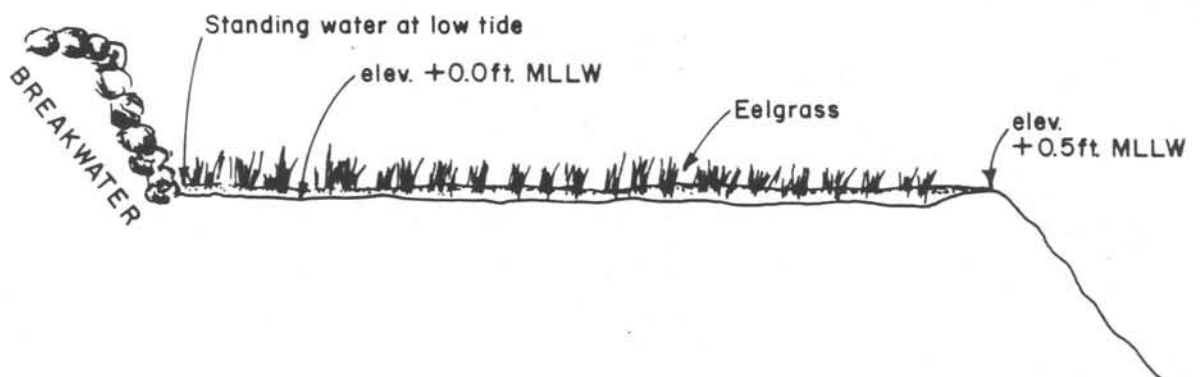 Standing water at low tide
elev. +0.0ft. MLLW
BREAKWATER
Eelgrass
elev.
+0.5ft. MLLW